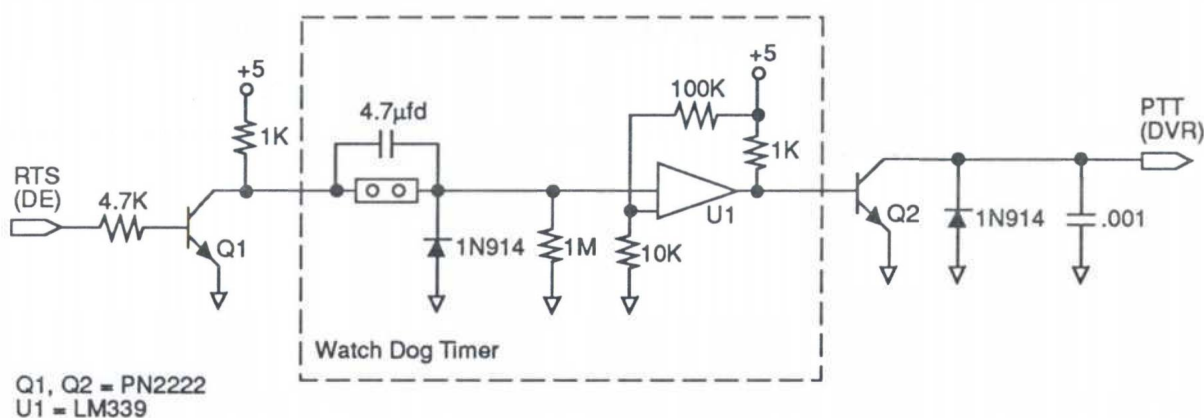 +5
1K
4.7µfd
100K
+5
1K
PTT
(DVR)
RTS
(DE)
4.7K
Q1
1N914
1M
10K
U1
Q2
1N914
.001
Watch Dog Timer
Q1, Q2 = PN2222
U1 = LM339